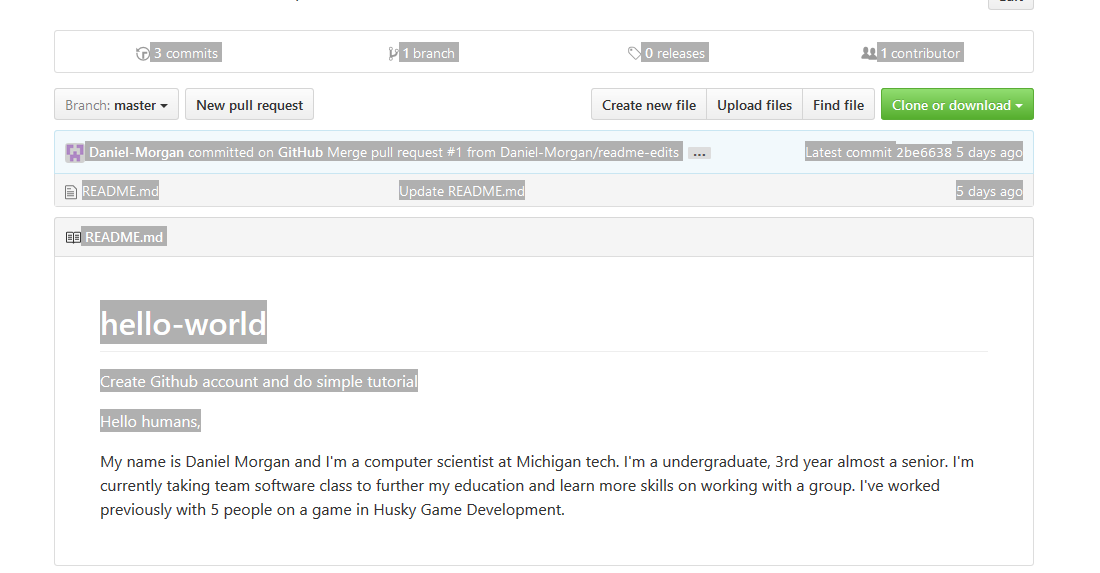 3 commits 1 branch 0 releases 1 contributor
Branch: master New pull request Create new file Upload files Find file Clone or download
Daniel-Morgan committed on GitHub Merge pull request #1 from Daniel-Morgan/readme-edits ... Latest commit 2be6638 5 days ago
README.md Update README.md 5 days ago
README.md
hello-world
Create Github account and do simple tutorial
Hello humans,
My name is Daniel Morgan and I'm a computer scientist at Michigan tech. I'm a undergraduate, 3rd year almost a senior. I'm
currently taking team software class to further my education and learn more skills on working with a group. I've worked
previously with 5 people on a game in Husky Game Development.